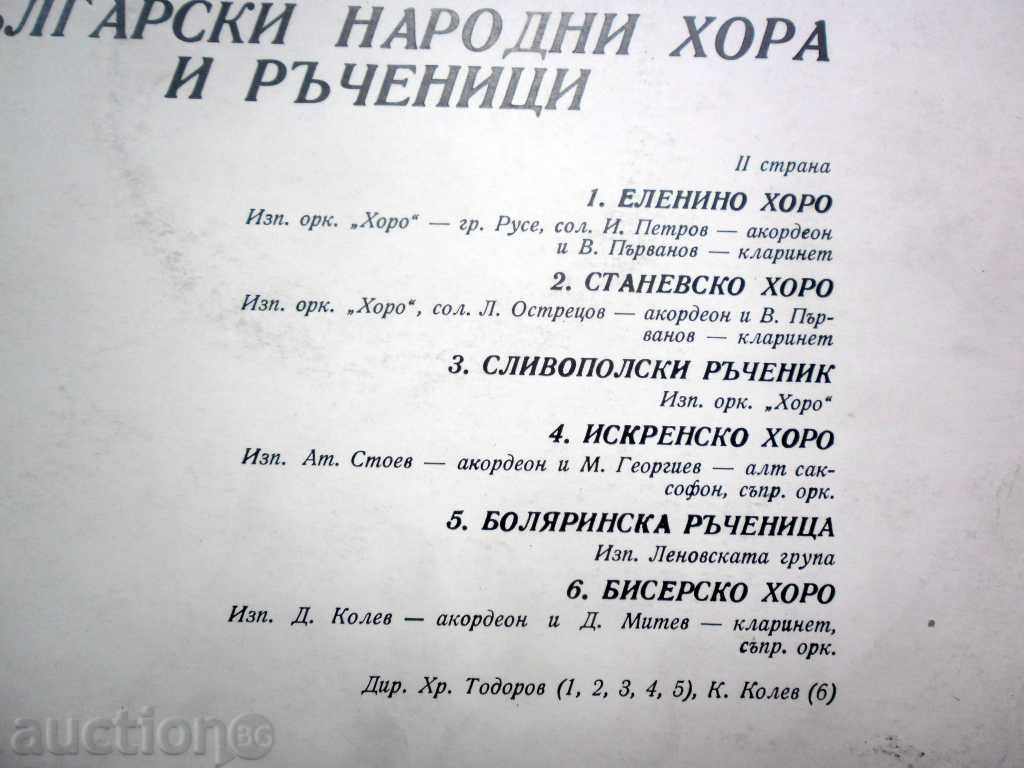 ЛГАРСКИ НАРОДНИ ХОРА
И РЪЧЕНИЦИ
II страна
1. ЕЛЕНИНО ХОРО
Изп. орк. „Хоро“ — гр. Русе, сол. И. Петров — акордеон
и В. Първанов — кларинет
2. СТАНЕВСКО ХОРО
Изп. орк. „Хоро“, сол. Л. Острецов — акордеон и В. Пър-
ванов — кларинет
3. СЛИВОПОЛСКИ РЪЧЕНИК
Изп. орк. „Хоро“
4. ИСКРЕНСКО ХОРО
Изп. Ат. Стоев — акордеон и М. Георгиев — алт сак-
софон, съпр. орк.
5. БОЛЯРИНСКА РЪЧЕНИЦА
Изп. Леновската група
6. БИСЕРСКО ХОРО
Изп. Д. Колев — акордеон и Д. Митев — кларинет,
съпр. орк.
Дир. Хр. Тодоров (1, 2, 3, 4, 5), К. Колев (6)
auction BG